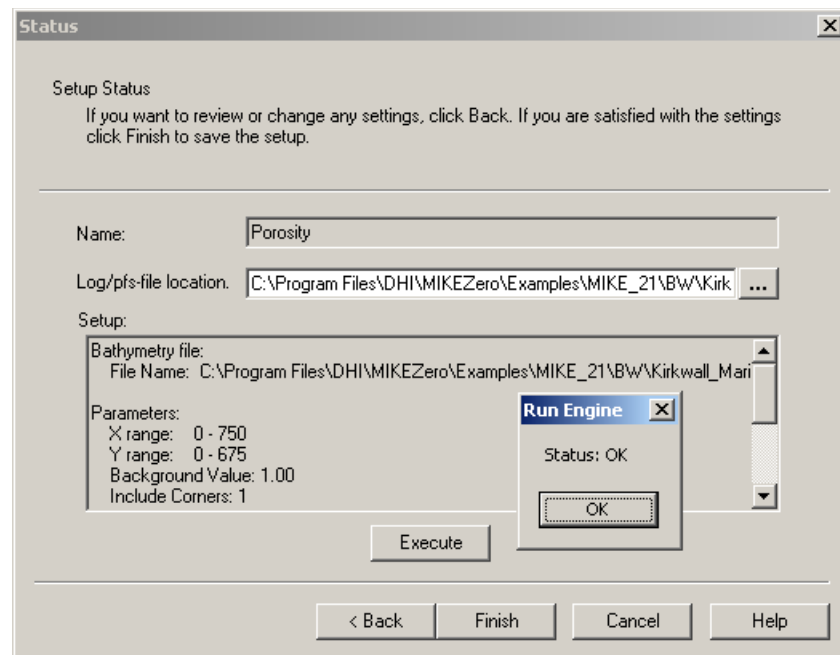 Status
Setup Status
If you want to review or change any settings, click Back. If you are satisfied with the settings
click Finish to save the setup.
Name:
Porosity
Log/pfs-file location.
C:\Program Files\DHI\MIKEZero\Examples\MIKE_21\BW\Kirk
...
Setup:
Bathymetry file:
File Name: C:\Program Files\DHI\MIKEZero\Examples\MIKE_21\BW\Kirkwall_Mari
Parameters:
X range: 0 - 750
Y range: 0 - 675
Background Value: 1.00
Include Corners: 1
Run Engine
Status: OK
OK
Execute
< Back
Finish
Cancel
Help